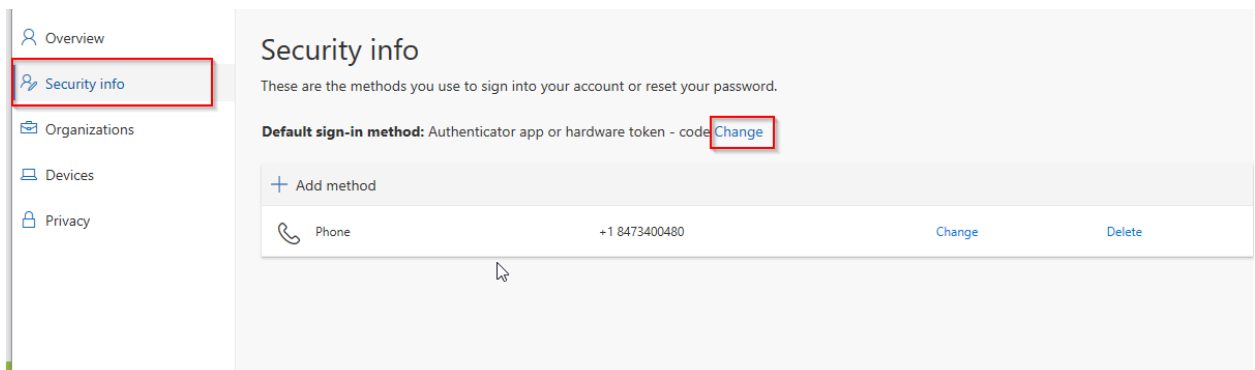 Overview
Security info
Organizations
Devices
Privacy
Security info
These are the methods you use to sign into your account or reset your password.
Default sign-in method: Authenticator app or hardware token - code Change
Add method
Phone +1 8473400480 Change Delete